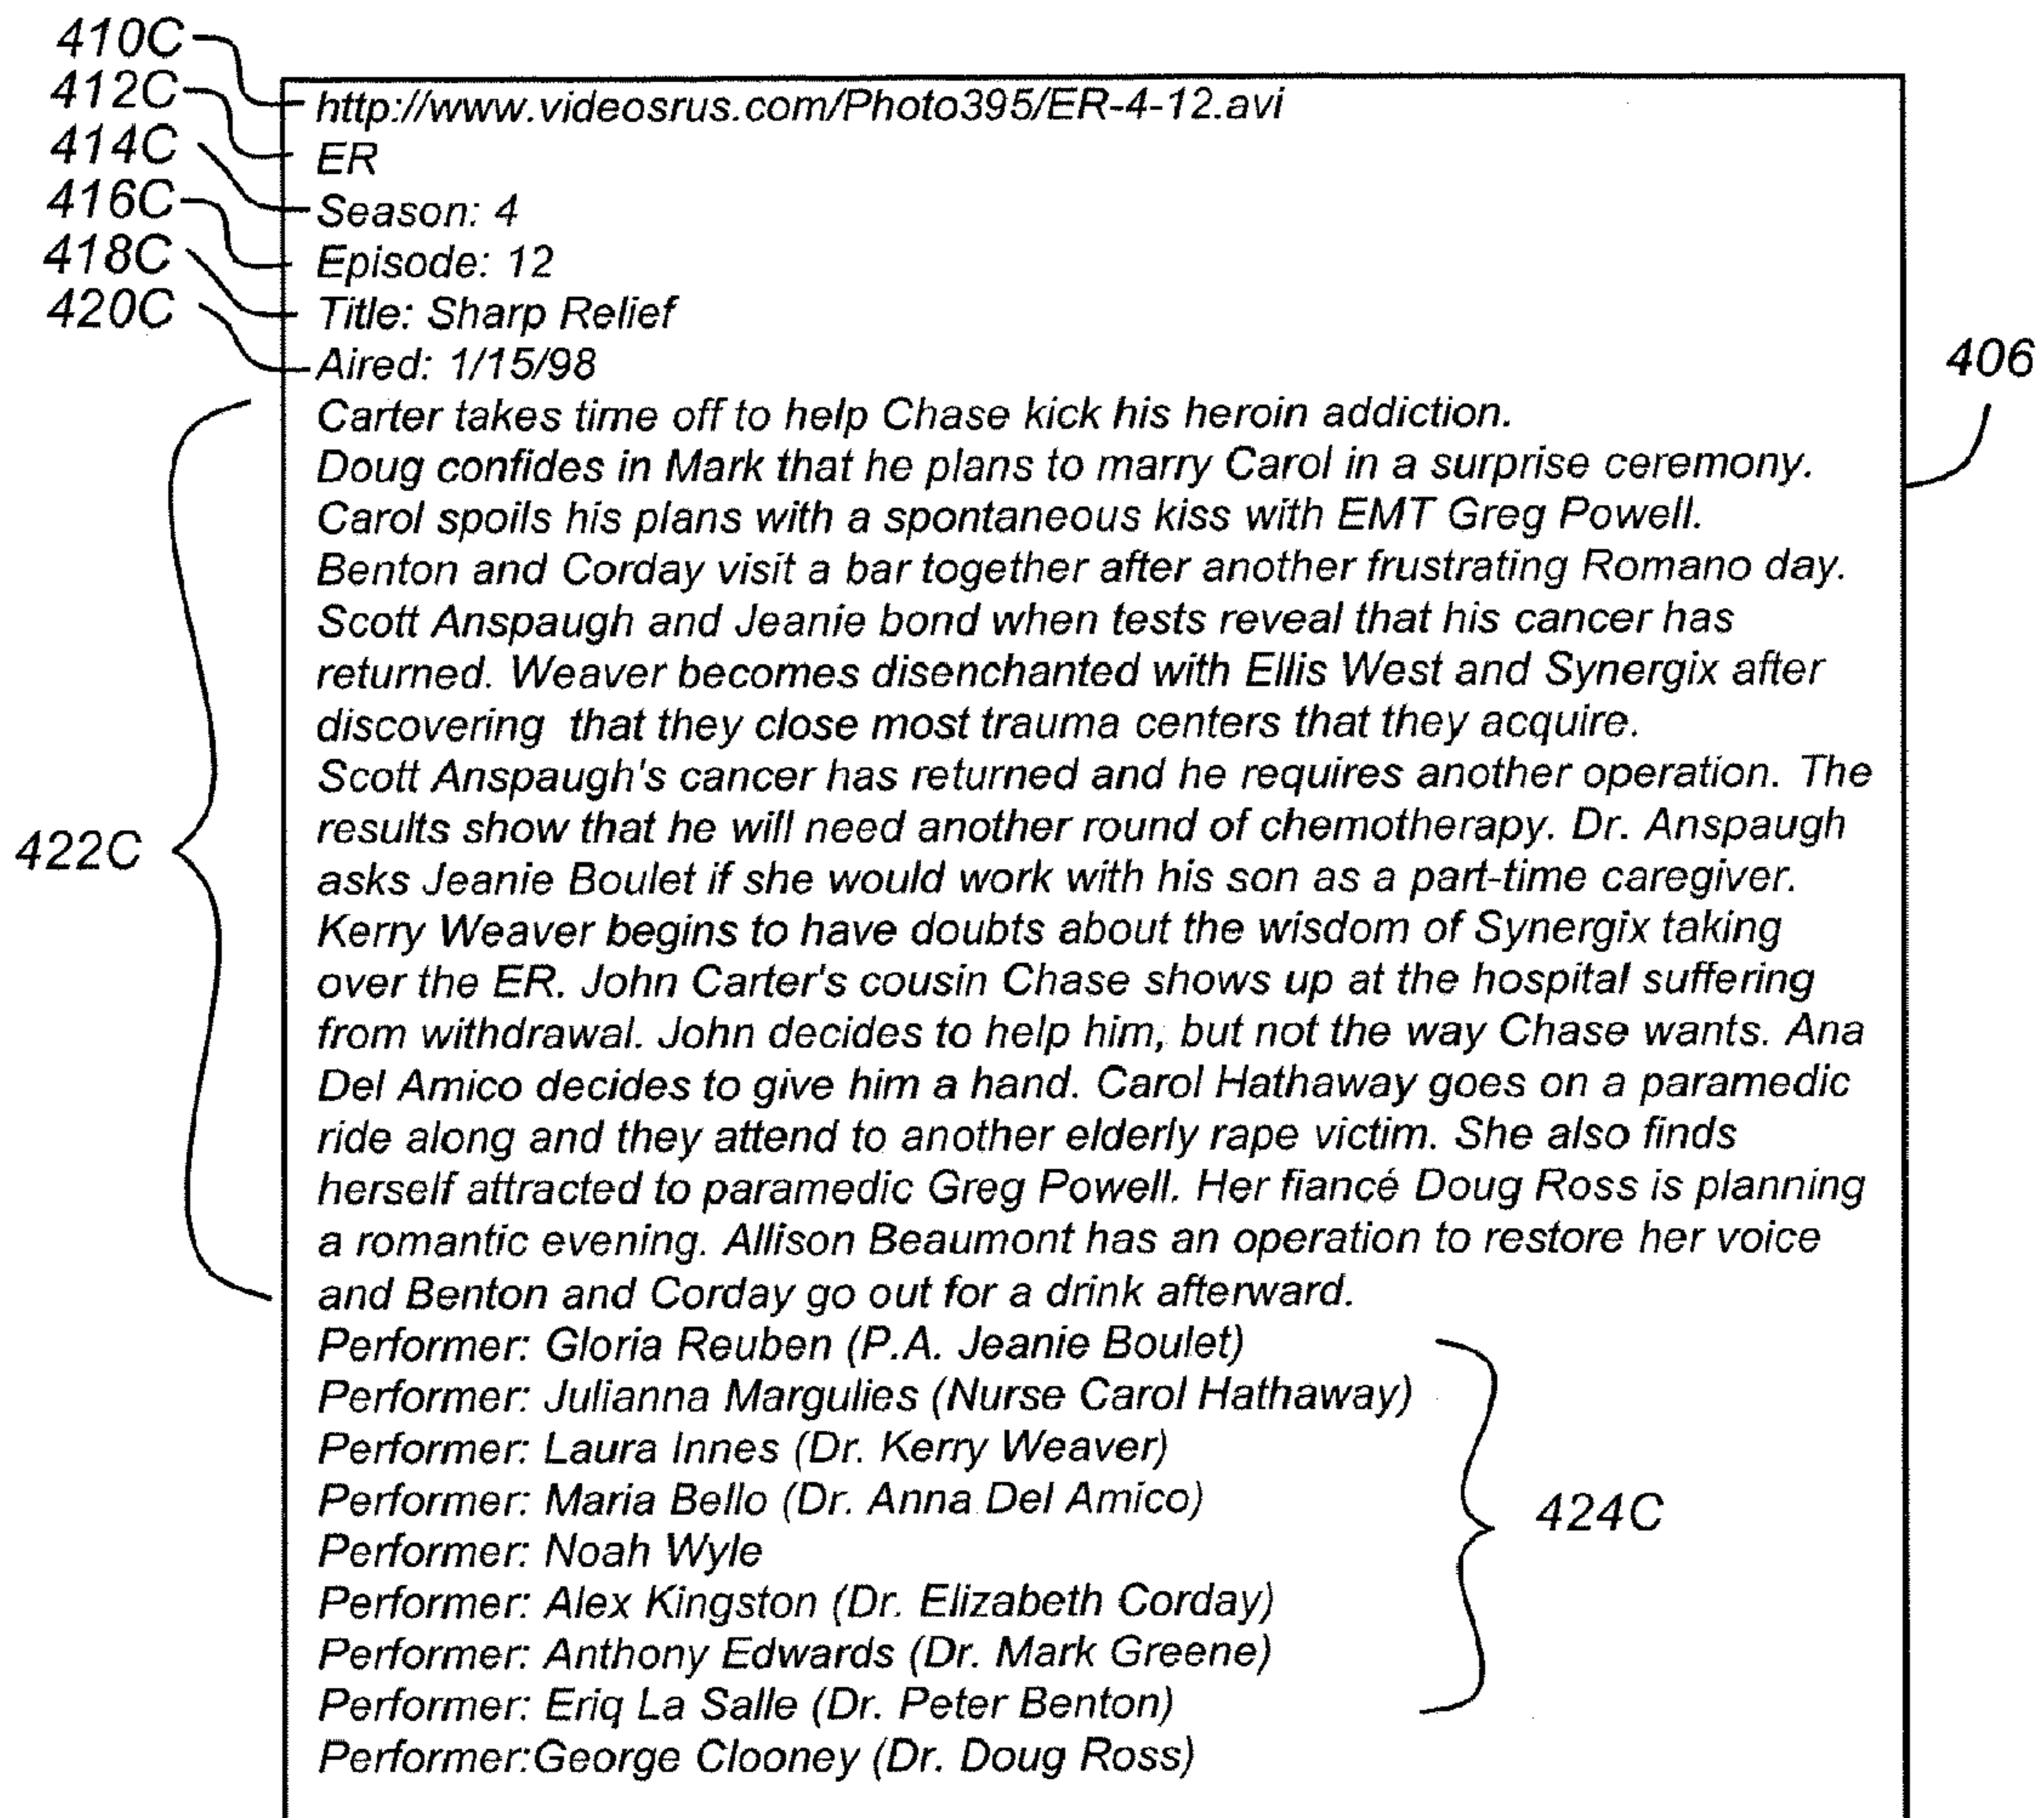 410C
412C
414C
416C
418C
420C
http://www.videosrus.com/Photo395/ER-4-12.avi
ER
Season: 4
Episode: 12
Title: Sharp Relief
Aired: 1/15/98
406
Carter takes time off to help Chase kick his heroin addiction.
Doug confides in Mark that he plans to marry Carol in a surprise ceremony.
Carol spoils his plans with a spontaneous kiss with EMT Greg Powell.
Benton and Corday visit a bar together after another frustrating Romano day.
Scott Anspaugh and Jeanie bond when tests reveal that his cancer has
returned. Weaver becomes disenchanted with Ellis West and Synergix after
discovering that they close most trauma centers that they acquire.
Scott Anspaugh's cancer has returned and he requires another operation. The
results show that he will need another round of chemotherapy. Dr. Anspaugh
asks Jeanie Boulet if she would work with his son as a part-time caregiver.
Kerry Weaver begins to have doubts about the wisdom of Synergix taking
over the ER. John Carter's cousin Chase shows up at the hospital suffering
from withdrawal. John decides to help him, but not the way Chase wants. Ana
Del Amico decides to give him a hand. Carol Hathaway goes on a paramedic
ride along and they attend to another elderly rape victim. She also finds
herself attracted to paramedic Greg Powell. Her fiancé Doug Ross is planning
a romantic evening. Allison Beaumont has an operation to restore her voice
and Benton and Corday go out for a drink afterward.
422C
Performer: Gloria Reuben (P.A. Jeanie Boulet)
Performer: Julianna Margulies (Nurse Carol Hathaway)
Performer: Laura Innes (Dr. Kerry Weaver)
Performer: Maria Bello (Dr. Anna Del Amico)
Performer: Noah Wyle
Performer: Alex Kingston (Dr. Elizabeth Corday)
Performer: Anthony Edwards (Dr. Mark Greene)
Performer: Eriq La Salle (Dr. Peter Benton)
Performer:George Clooney (Dr. Doug Ross)
424C